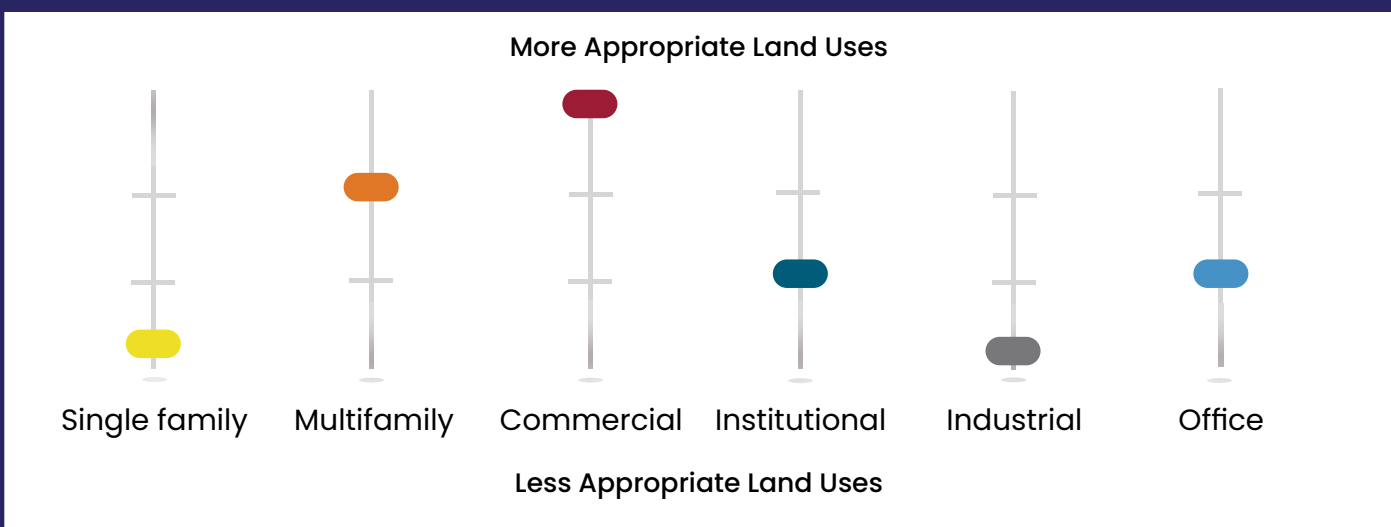 More Appropriate Land Uses
Single family Multifamily Commercial Institutional Industrial Office
Less Appropriate Land Uses